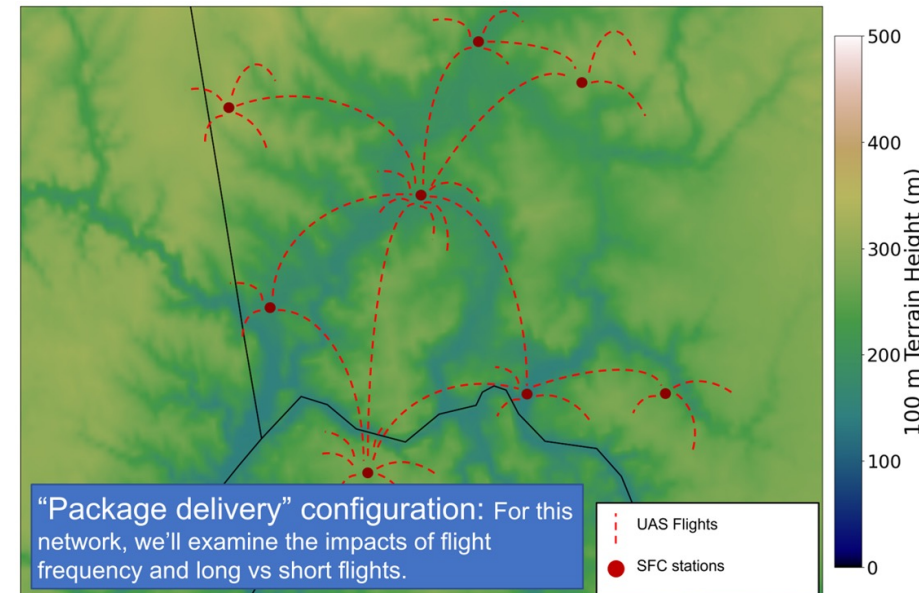 500
400
300
200
100
0
100 m Terrain Height (m)
“Package delivery” configuration: For this
network, we’ll examine the impacts of flight
frequency and long vs short flights.
UAS Flights
SFC stations